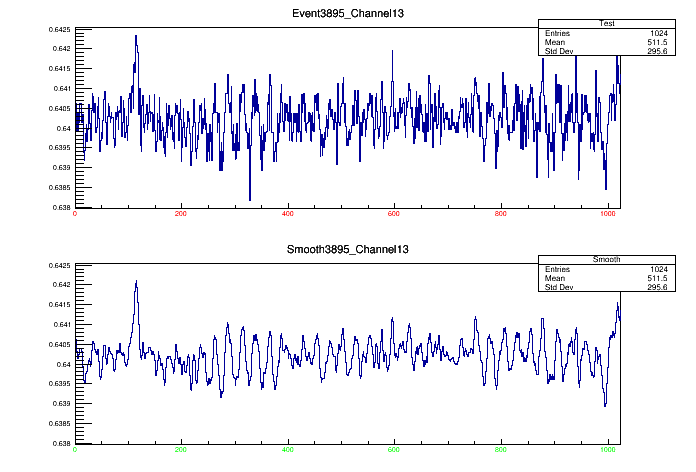 Event3895_Channel13
Test
Entries 1024
Mean 511.5
Std Dev 295.6
0.6425
0.642
0.6415
0.641
0.6405
0.64
0.6395
0.639
0.6385
0.638
0 200 400 600 800 1000
Smooth3895_Channel13
Smooth
Entries 1024
Mean 511.5
Std Dev 295.6
0.6425
0.642
0.6415
0.641
0.6405
0.64
0.6395
0.639
0.6385
0.638
0 200 400 600 800 1000